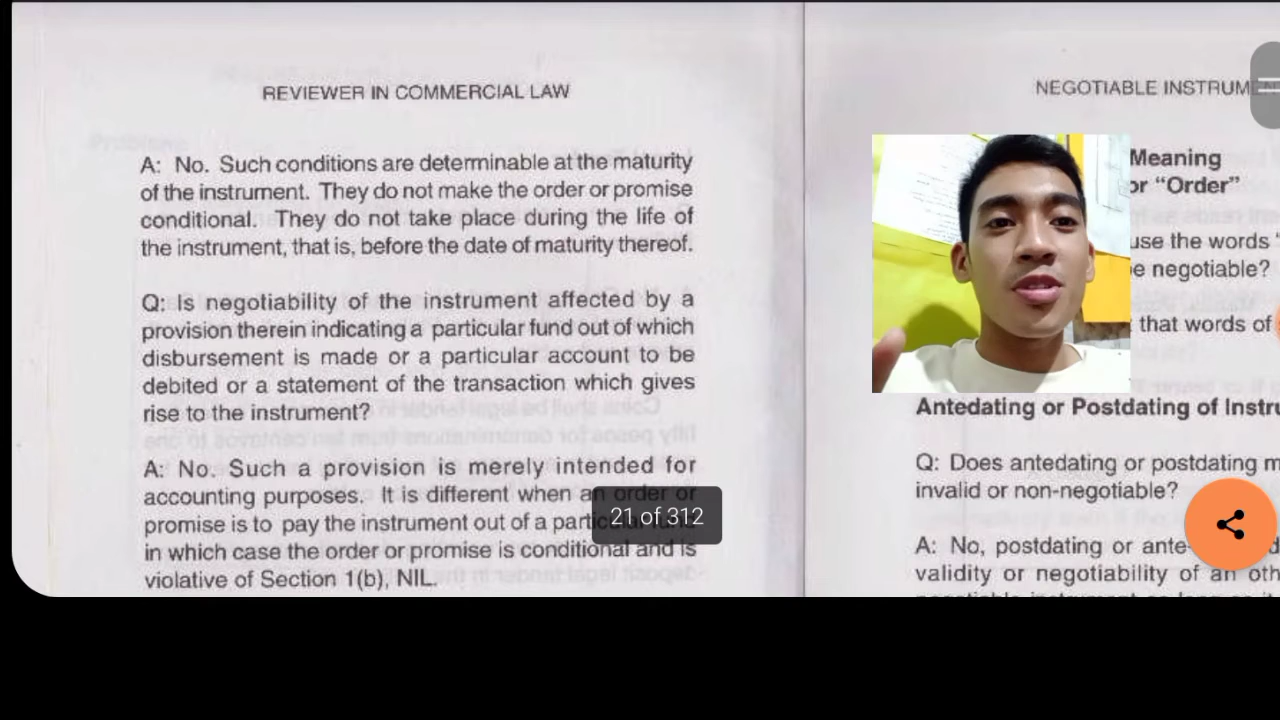 REVIEWER IN COMMERCIAL LAW
A: No. Such conditions are determinable at the maturity
of the instrument. They do not make the order or promise
conditional. They do not take place during the life of
the instrument, that is, before the date of maturity thereof.
Q: Is negotiability of the instrument affected by a
provision therein indicating a particular fund out of which
disbursement is made or a particular account to be
debited or a statement of the transaction which gives
rise to the instrument?
A: No. Such a provision is merely intended for
accounting purposes. It is different when an order or
promise is to pay the instrument out of a particular fund
in which case the order or promise is conditional and is
violative of Section 1(b), NIL.
21 of 312
NEGOTIABLE
Meaning
or “Order”
use the words
negotiable?
that words of
Antedating or Postdating of
Q: Does antedating or postdating
invalid or non-negotiable?
A: No, postdating or
validity or negotiability of an